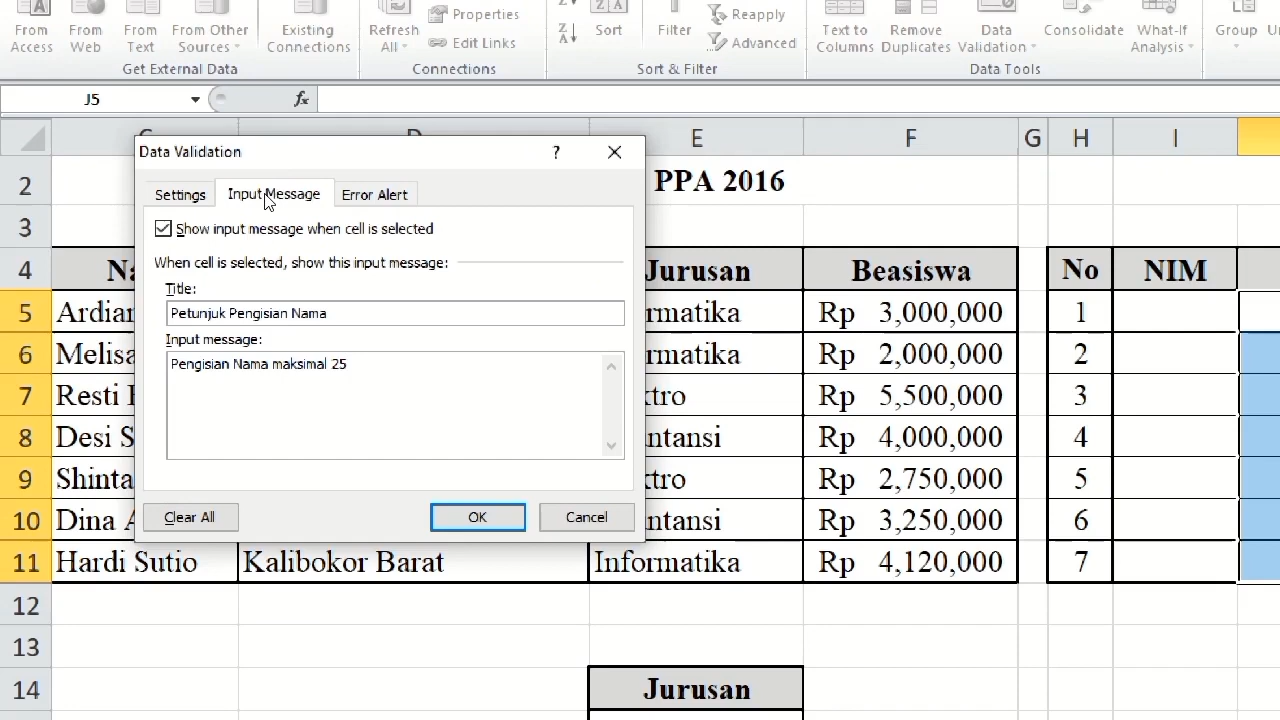 From Access
From Web
From Text
From Other Sources
Existing Connections
Refresh All
Properties
Edit Links
Sort
Filter
Reapply
Advanced
Text to Columns
Remove Duplicates
Data Validation
Consolidate
What-If Analysis
Group
Get External Data
Connections
Sort & Filter
Data Tools
J5
fx
E F G H I
Data Validation
?
2 PPA 2016
Settings
Input Message
Error Alert
3
Show input message when cell is selected
When cell is selected, show this input message:
Title:
Petunjuk Pengisian Nama
Input message:
Pengisian Nama maksimal 25
Clear All
OK
Cancel
4 Jurusan Beasiswa No NIM
5 Ardian rmatika Rp 3,000,000 1
6 Melisa rmatika Rp 2,000,000 2
7 Resti ktro Rp 5,500,000 3
8 Desi S ntansi Rp 4,000,000 4
9 Shinta ktro Rp 2,750,000 5
10 Dina A ntansi Rp 3,250,000 6
11 Hardi Sutio Kalibokor Barat Informatika Rp 4,120,000 7
12
13
14 Jurusan